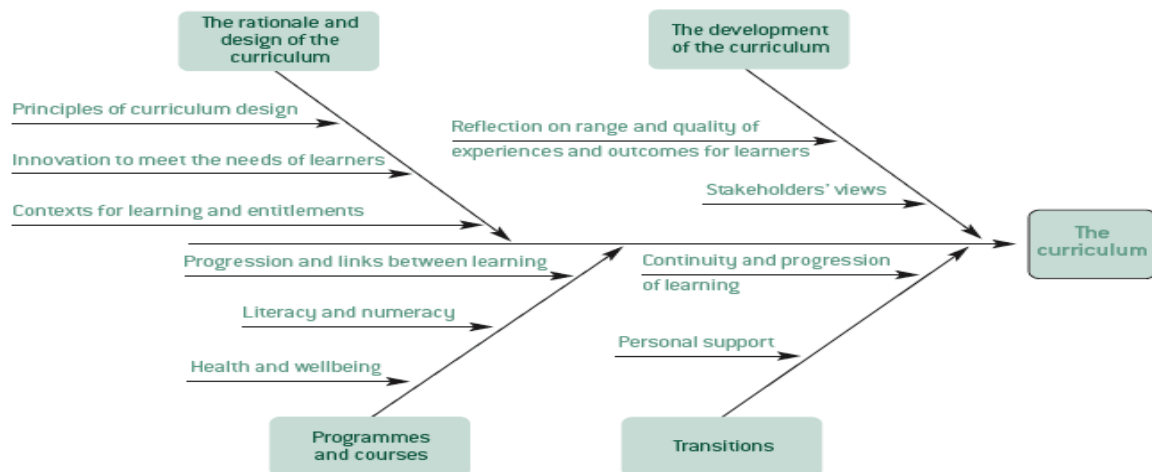 The rationale and
design of the
curriculum
The development
of the curriculum
Principles of curriculum design
Innovation to meet the needs of learners
Contexts for learning and entitlements
Reflection on range and quality of
experiences and outcomes for learners
Stakeholders' views
The
curriculum
Progression and links between learning
Literacy and numeracy
Health and wellbeing
Continuity and progression
of learning
Personal support
Programmes
and courses
Transitions